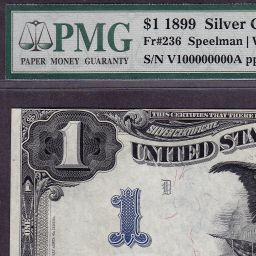 PMG
PAPER MONEY GUARANTY
$1 1899 Silver C
Fr#236 Speelman | W
S/N V100000000A pp
THIS CERTIFIES THAT THERE
SILVER CERTIFICATE
1
UNITED STA
D
1
ONE